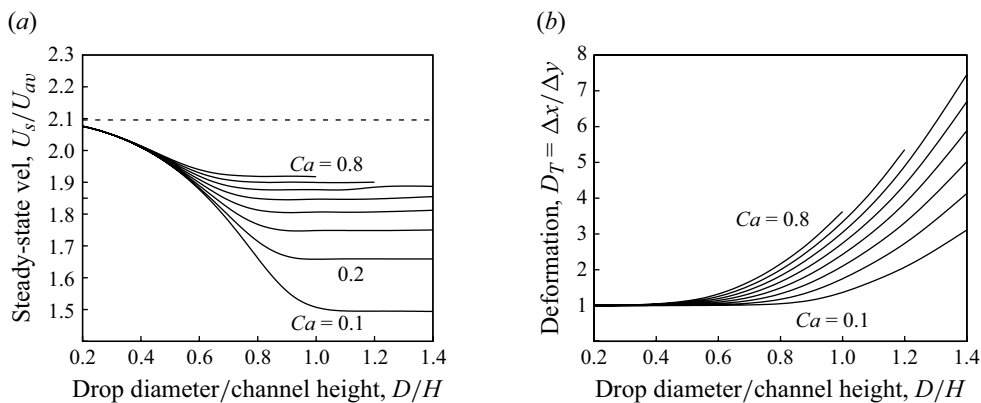 (a)
(b)
Steady-state vel, U_s/U_av
2.3
2.2
2.1
2.0
1.9
1.8
1.7
1.6
1.5
Ca = 0.8
0.2
Ca = 0.1
0.2 0.4 0.6 0.8 1.0 1.2 1.4
Drop diameter/channel height, D/H
Deformation, D_T = Δx/Δy
8
7
6
5
4
3
2
1
Ca = 0.8
Ca = 0.1
0.2 0.4 0.6 0.8 1.0 1.2 1.4
Drop diameter/channel height, D/H